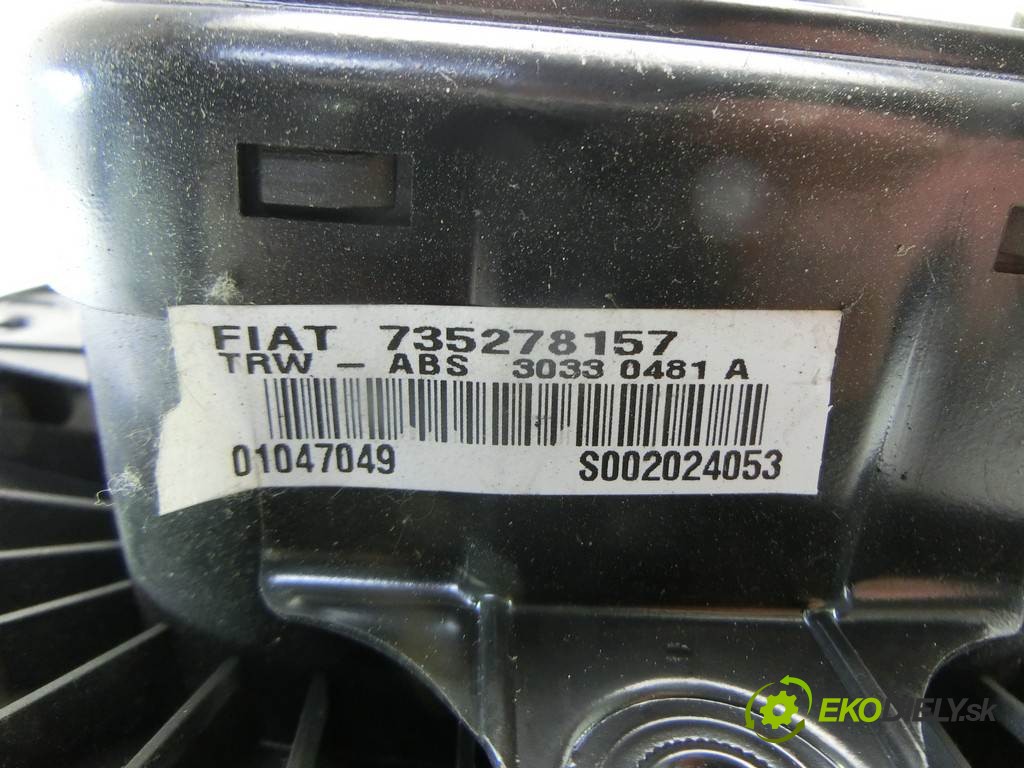 FIAT 735278157
TRW - ABS 3033 0481 A
01047049 S002024053
EKODIELY.sk